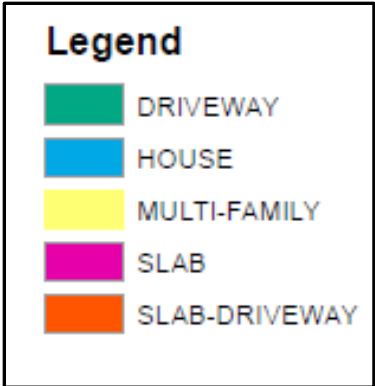 Legend
DRIVEWAY
HOUSE
MULTI-FAMILY
SLAB
SLAB-DRIVEWAY